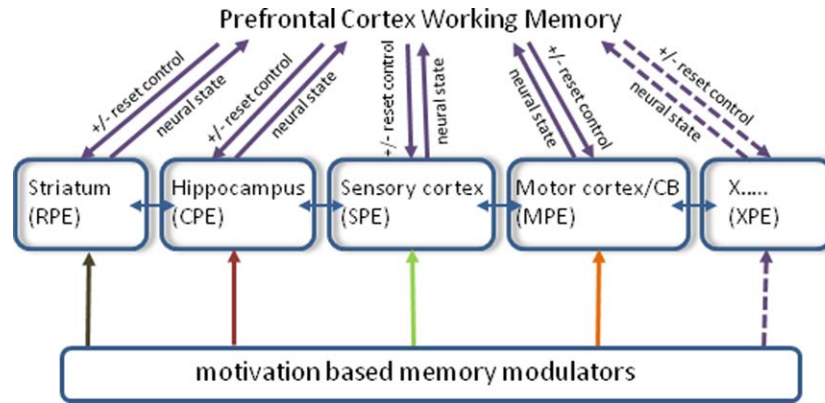 Prefrontal Cortex Working Memory
+/- reset control
neural state
+/- reset control
neural state
+/- reset control
neural state
neural state
+/- reset control
neural state
+/- reset control
Striatum
(RPE)
Hippocampus
(CPE)
Sensory cortex
(SPE)
Motor cortex/CB
(MPE)
X.....
(XPE)
motivation based memory modulators